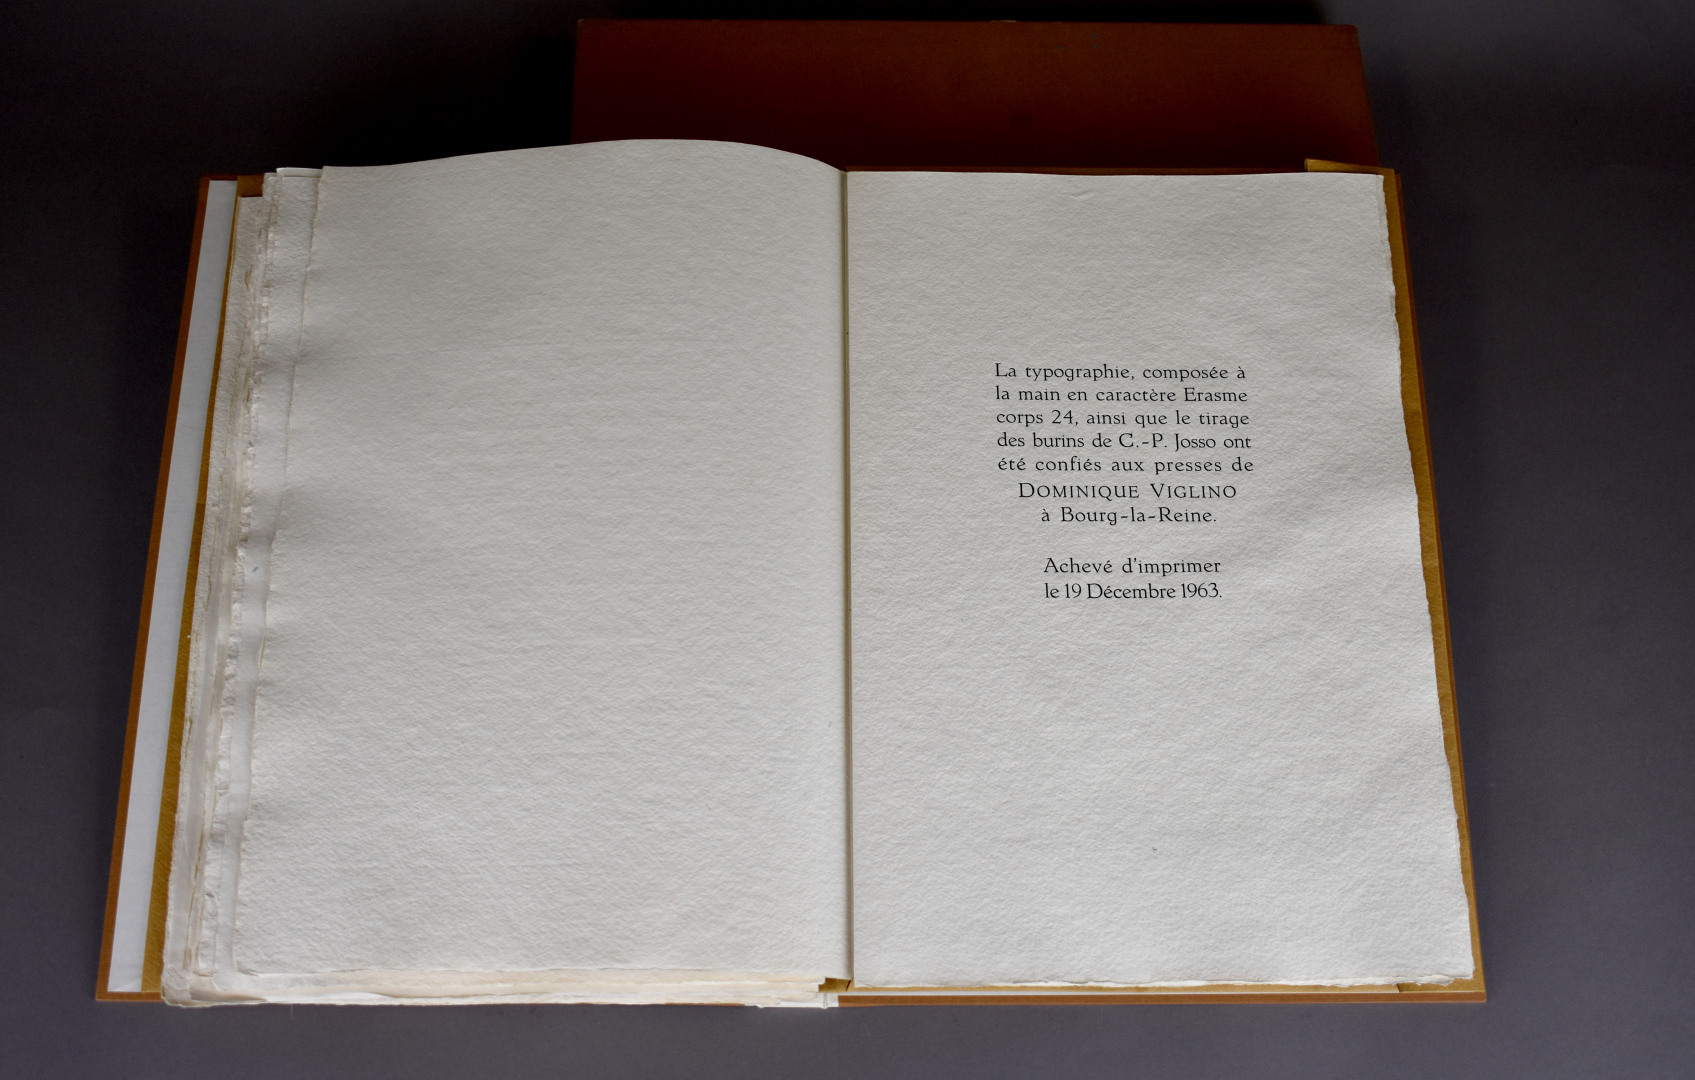 La typographie, composée à
la main en caractère Erasme
corps 24, ainsi que le tirage
des burins de C.-P. Josso ont
été confiés aux presses de
DOMINIQUE VIGLINO
à Bourg-la-Reine.
Achevé d'imprimer
le 19 Décembre 1963.